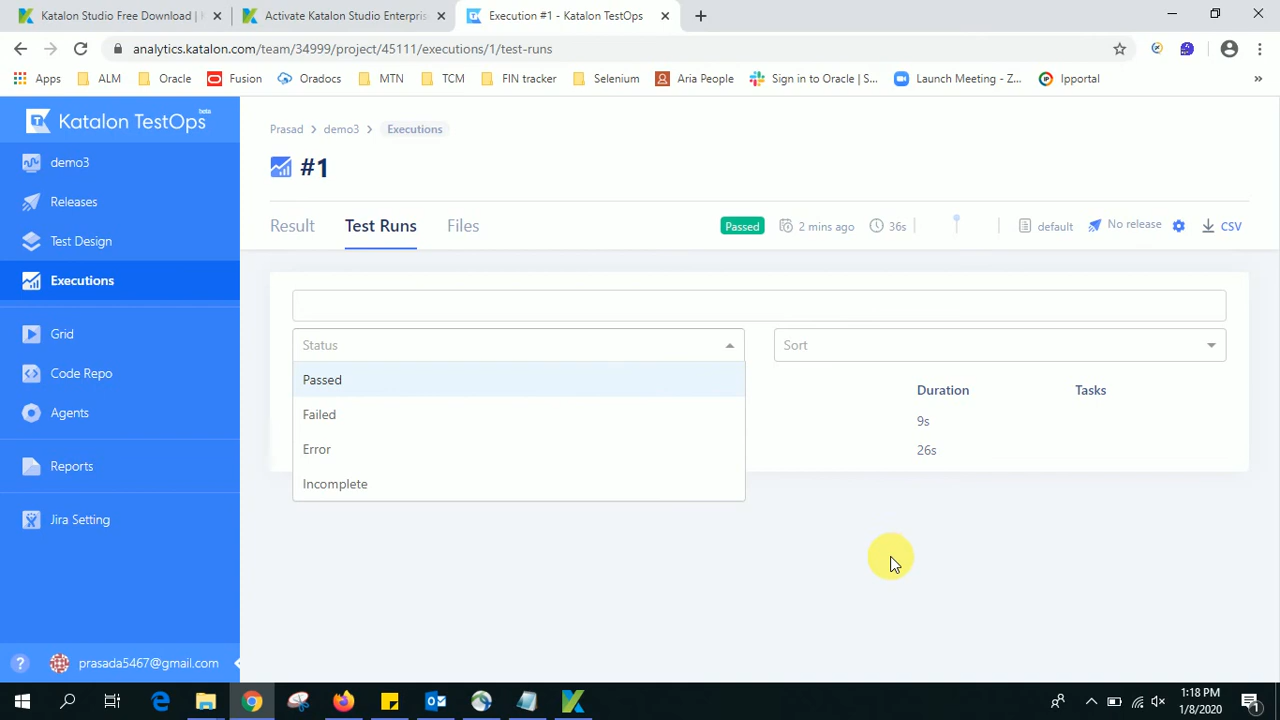 Katalon Studio Free Download |
Activate Katalon Studio Enterpris
Execution #1 - Katalon TestOps
analytics.katalon.com/team/34999/project/45111/executions/1/test-runs
Apps
ALM
Oracle
Fusion
Oradocs
MTN
TCM
FIN tracker
Selenium
Aria People
Sign in to Oracle | S...
Launch Meeting - Z...
Ipportal
»
Katalon TestOps beta
demo3
Releases
Test Design
Executions
Grid
Code Repo
Agents
Reports
Jira Setting
? prasada5467@gmail.com
Prasad > demo3 > Executions
#1
Result
Test Runs
Files
Passed
2 mins ago
36s
default
No release
CSV
Status
Sort
Passed
Failed
Error
Incomplete
Duration
Tasks
9s
26s
1:18 PM
1/8/2020
1